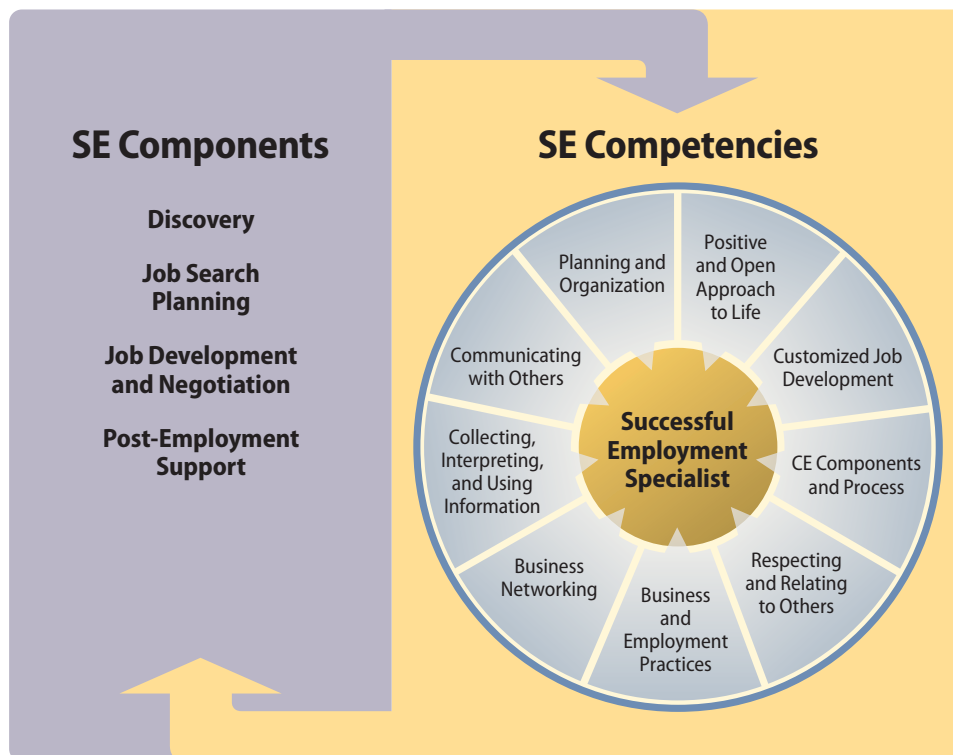 SE Components
Discovery
Job Search
Planning
Job Development
and Negotiation
Post-Employment
Support
SE Competencies
Positive
and Open
Approach
to Life
Customized Job
Development
CE Components
and Process
Respecting
and Relating
to Others
Business
and
Employment
Practices
Business
Networking
Collecting,
Interpreting,
and Using
Information
Communicating
with Others
Planning and
Organization
Successful
Employment
Specialist